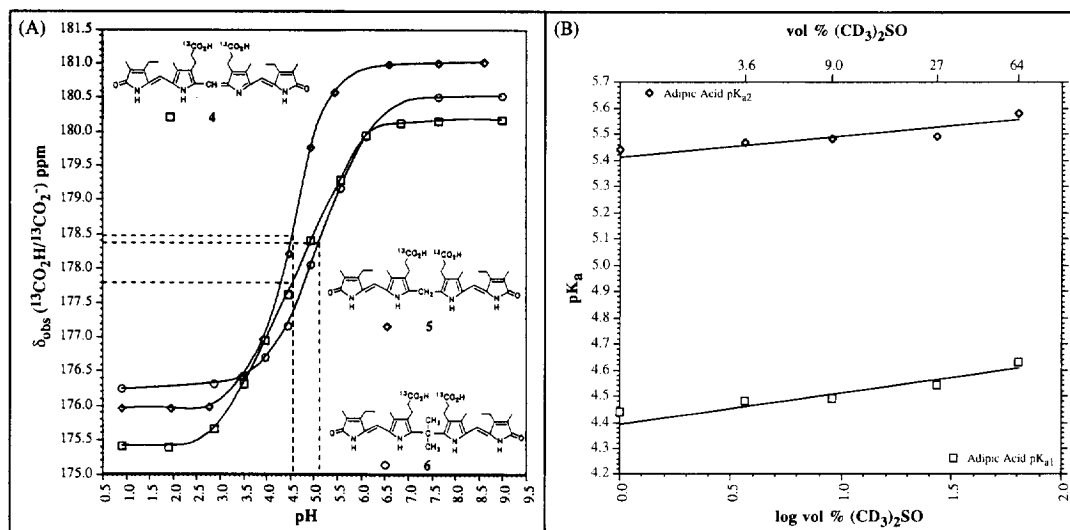 (A)
δobs (¹³CO₂H/¹³CO₂⁻) ppm
181.5
181.0
180.5
180.0
179.5
179.0
178.5
178.0
177.5
177.0
176.5
176.0
175.5
175.0
0.5 1.0 1.5 2.0 2.5 3.0 3.5 4.0 4.5 5.0 5.5 6.0 6.5 7.0 7.5 8.0 8.5 9.0 9.5
pH
¹³CO₂H ¹³CO₂H
O N H N H CH N N H O
4
¹³CO₂H ¹³CO₂H
O N H N H CH₂ N H N H O
5
¹³CO₂H ¹³CO₂H
CH₃
O N H N H C N H N H O
CH₃
6
(B)
vol % (CD₃)₂SO
3.6 9.0 27 64
pKa
5.7
5.6
5.5
5.4
5.3
5.2
5.1
5.0
4.9
4.8
4.7
4.6
4.5
4.4
4.3
4.2
Adipic Acid pKa2
Adipic Acid pKa1
0.0 0.5 1.0 1.5 2.0
log vol % (CD₃)₂SO